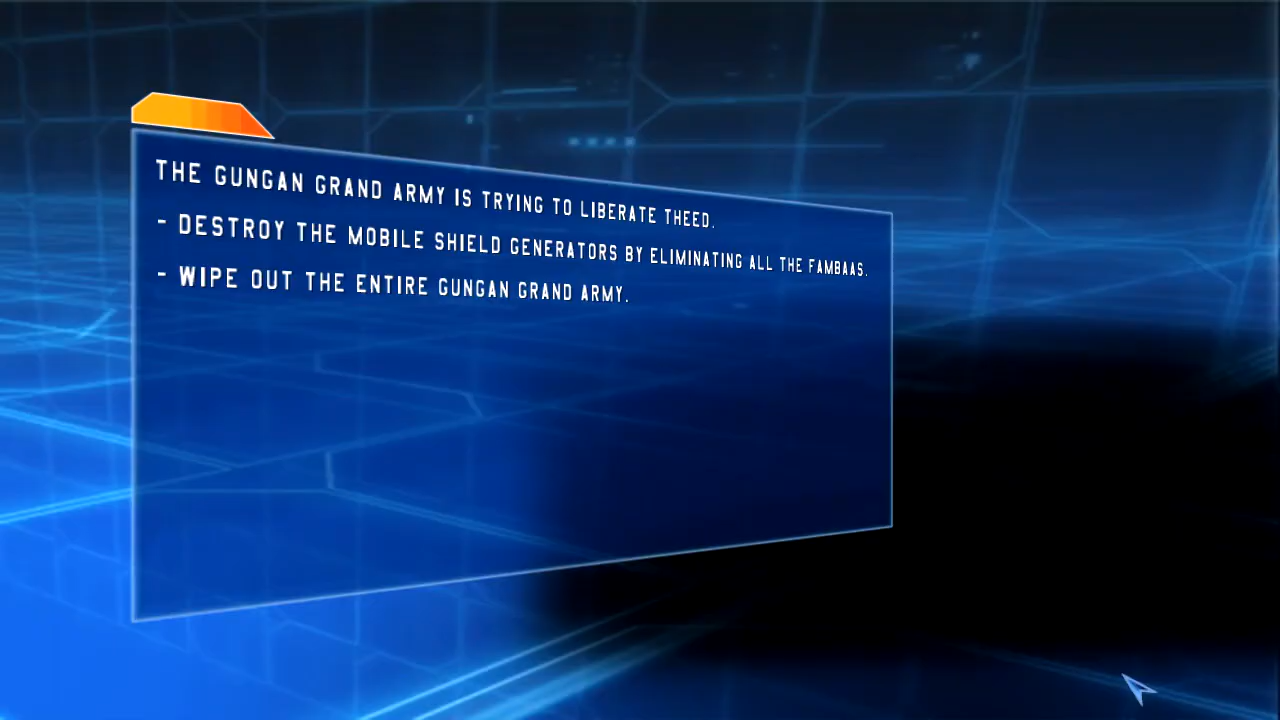 THE GUNGAN GRAND ARMY IS TRYING TO LIBERATE THEED.
- DESTROY THE MOBILE SHIELD GENERATORS BY ELIMINATING ALL THE FAMBAAS.
- WIPE OUT THE ENTIRE GUNGAN GRAND ARMY.